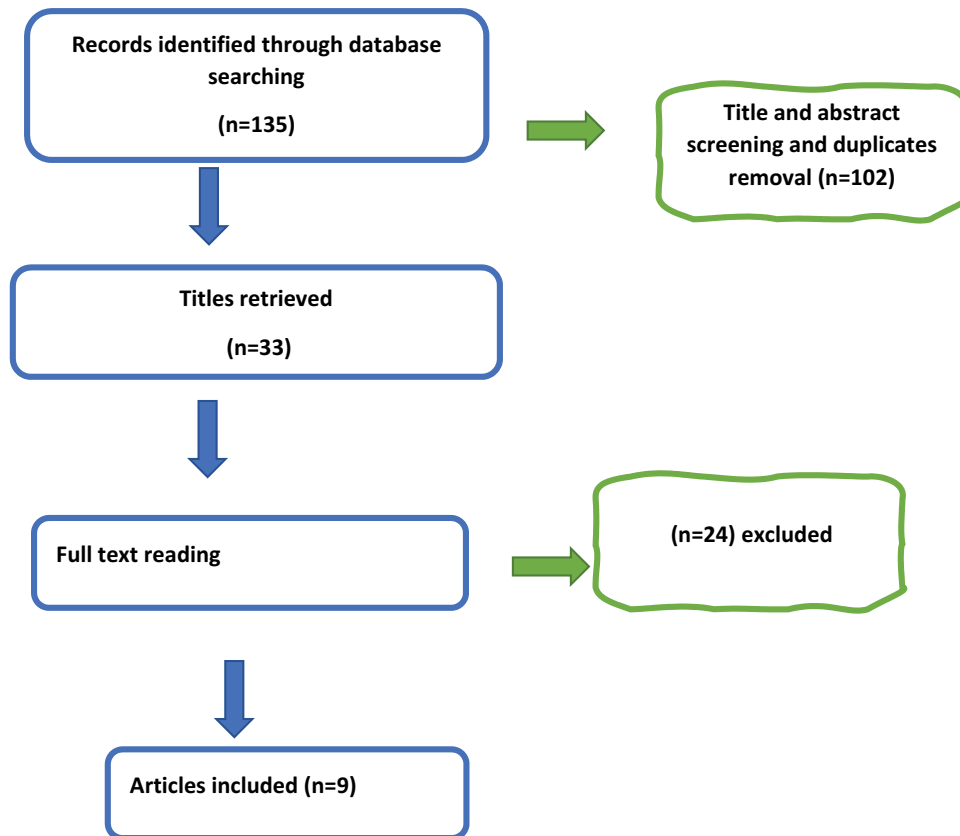 Records identified through database
searching
(n=135)
Title and abstract
screening and duplicates
removal (n=102)
Titles retrieved
(n=33)
Full text reading
(n=24) excluded
Articles included (n=9)